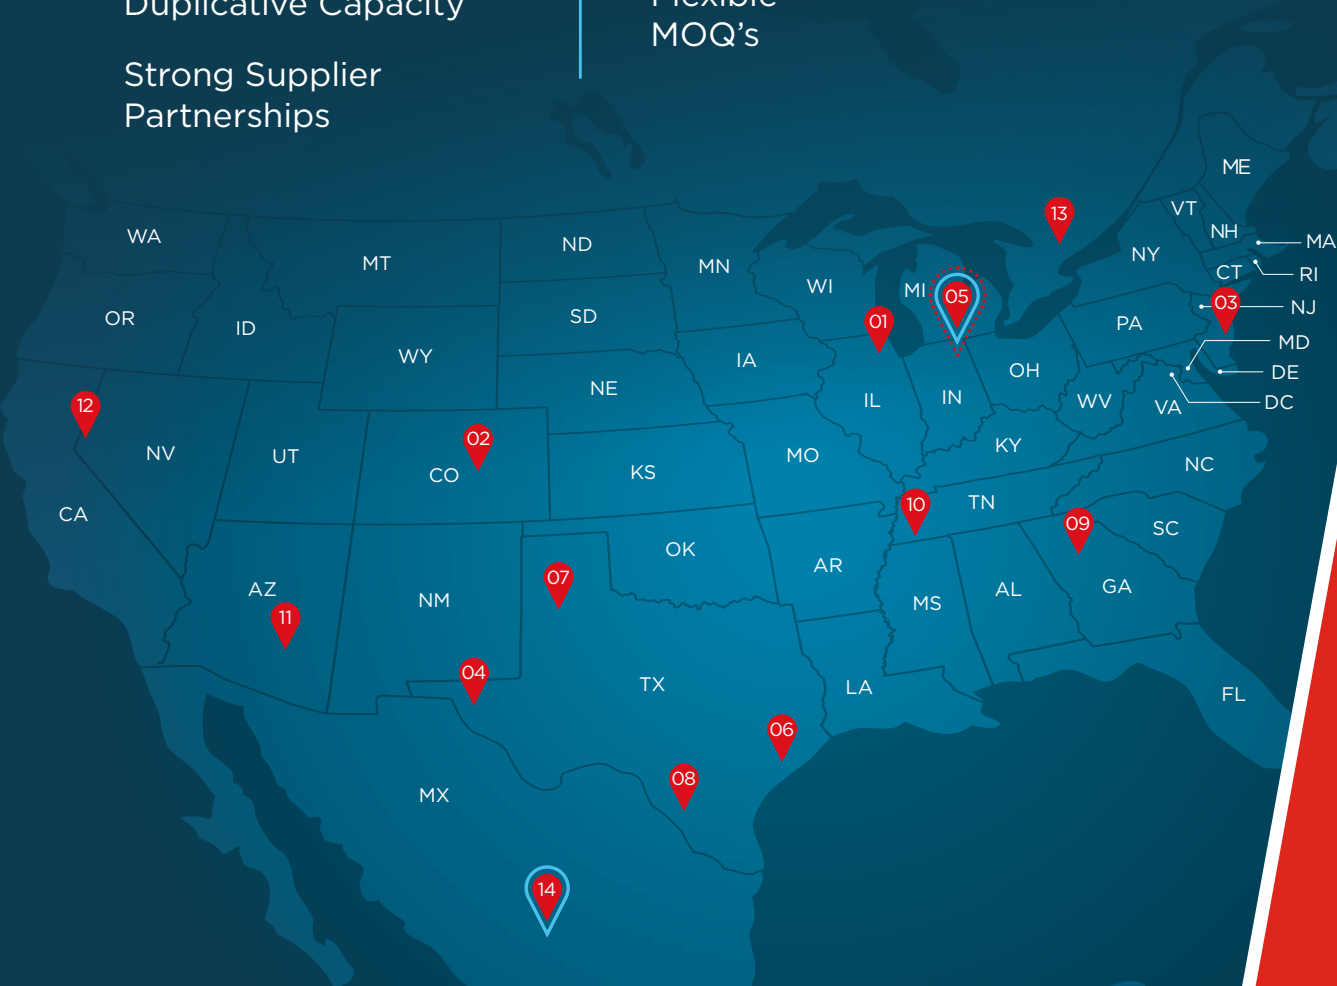 Duplicative Capacity
Strong Supplier
Partnerships
Flexible
MOQ's
ME
VT
13
NH
WA
MA
ND
NY
MT
MN
CT
RI
WI
MI
05
03
NJ
OR
SD
01
PA
ID
MD
WY
IA
OH
DE
NE
IN
IL
WV
DC
12
VA
02
KY
NV
UT
MO
CO
KS
NC
10
TN
CA
09
SC
OK
AR
07
AZ
GA
AL
NM
MS
11
04
TX
LA
FL
06
08
MX
14